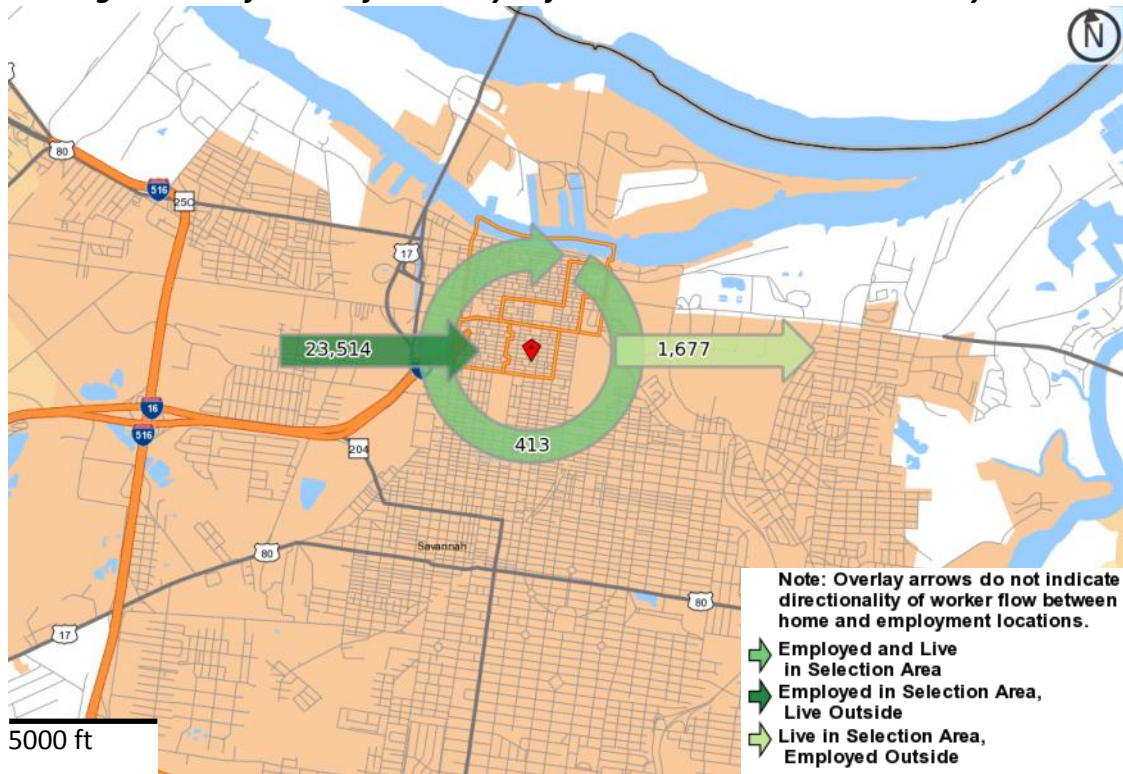 N
80
516
25C
17
23,514
1,677
413
16
516
204
80
Savannah
80
17
5000 ft
Note: Overlay arrows do not indicate
directionality of worker flow between
home and employment locations.
Employed and Live
in Selection Area
Employed in Selection Area,
Live Outside
Live in Selection Area,
Employed Outside